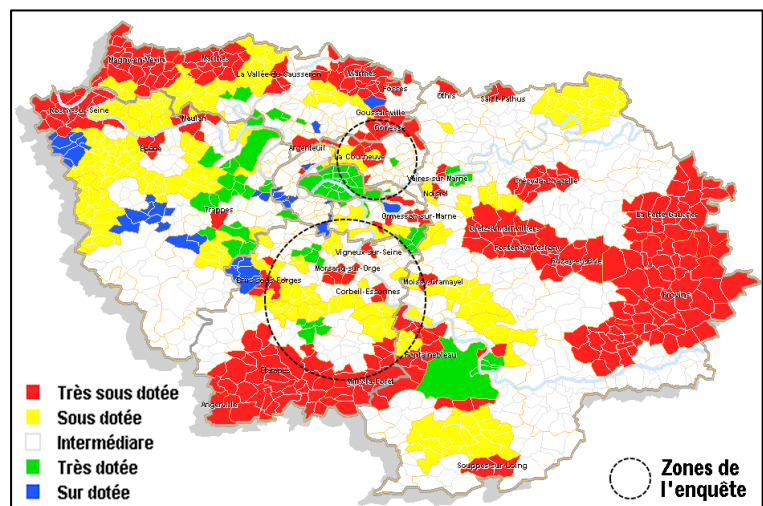 Magny-en-Vexin
Marines
La Vallée-du-Sausseron
Viarmes
Fosses
Othis
Saint-Pathus
Rosny-sur-Seine
Meulan
Goussainville
Gonesse
Epône
Argenteuil
La Courneuve
Vaires-sur-Marne
Crécy-la-Chapelle
Noisiel
Trappes
Ormesson-sur-Marne
La Ferté-Gaucher
Gretz-Armainvilliers
Fontenay-Trésigny
Rozay-en-Brie
Vigneux-sur-Seine
Morsang-sur-Orge
Briis-sous-Forges
Moissy-Cramayel
Corbeil-Essonnes
Provins
Fontainebleau
Etampes
Milly-la-Forêt
Angerville
Souppes-sur-Loing
Très sous dotée
Sous dotée
Intermédiare
Très dotée
Sur dotée
Zones de
l'enquête